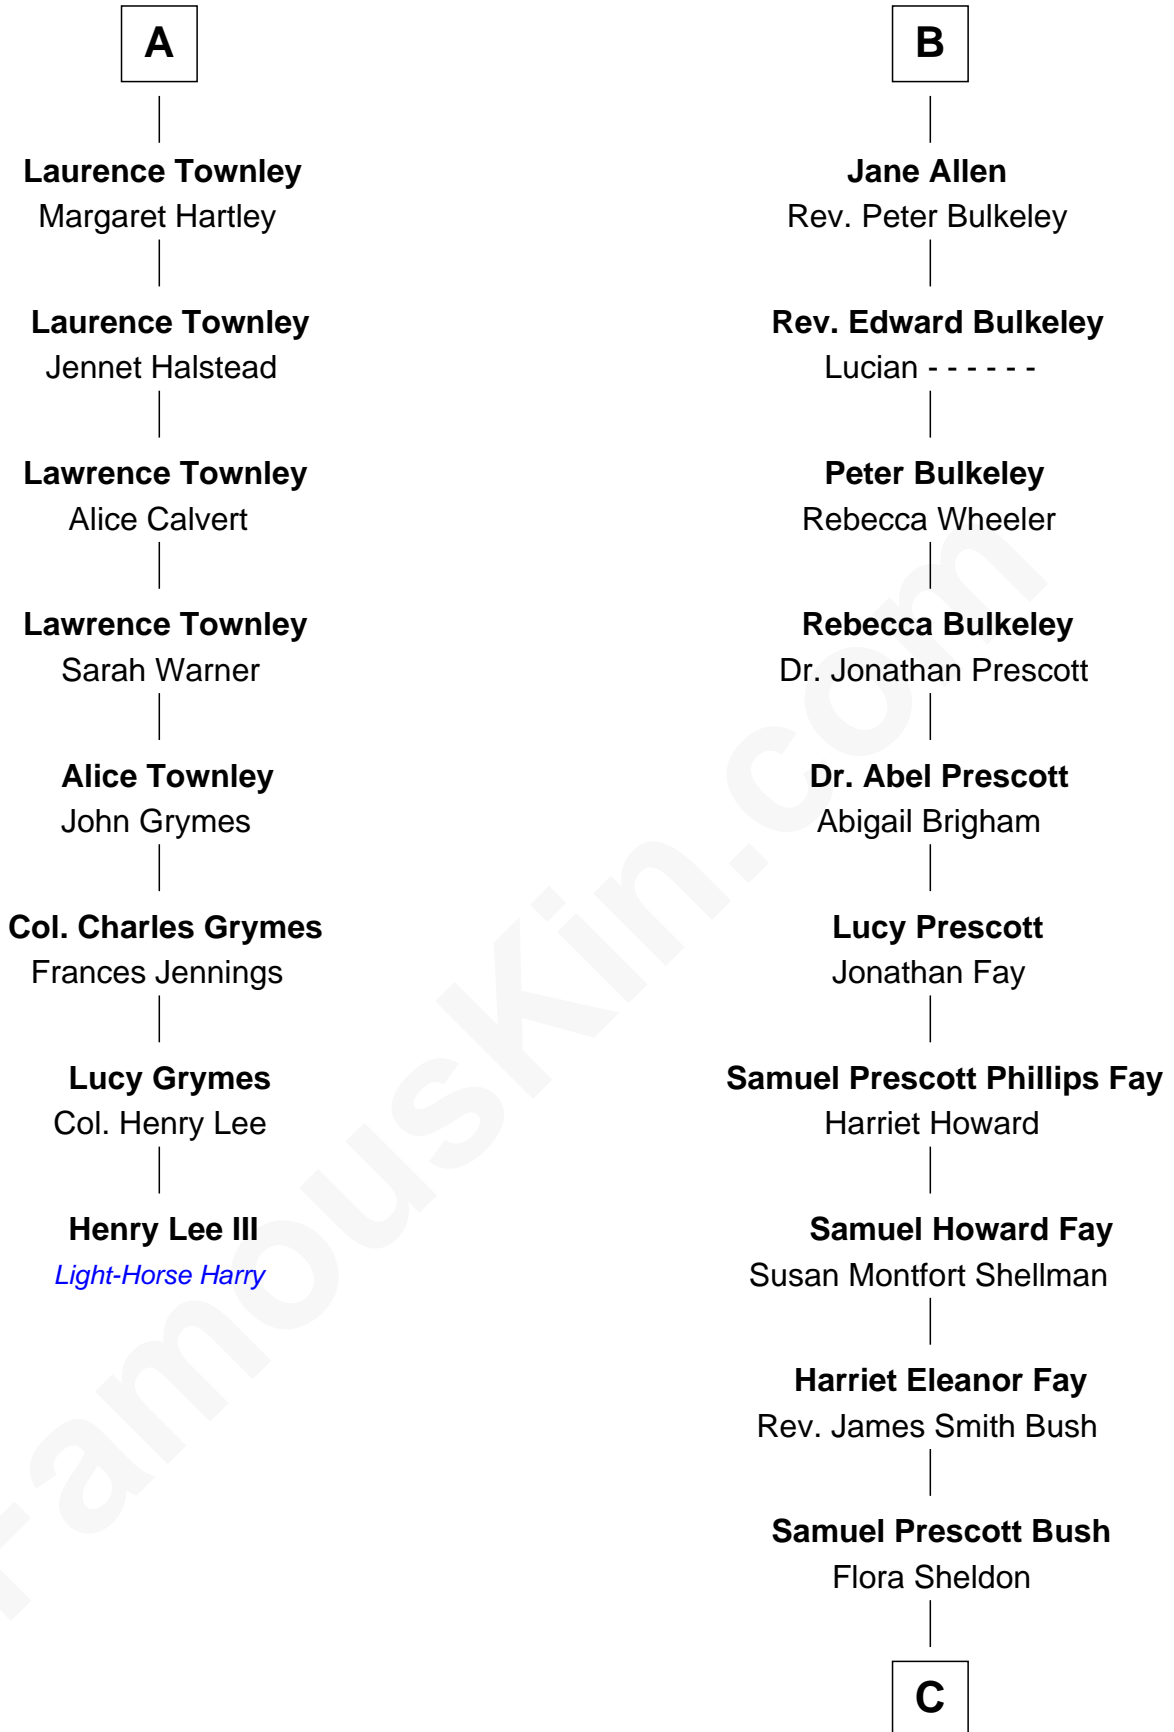 A
Laurence Townley
Margaret Hartley
Laurence Townley
Jennet Halstead
Lawrence Townley
Alice Calvert
Lawrence Townley
Sarah Warner
Alice Townley
John Grymes
Col. Charles Grymes
Frances Jennings
Lucy Grymes
Col. Henry Lee
Henry Lee III
Light-Horse Harry
B
Jane Allen
Rev. Peter Bulkeley
Rev. Edward Bulkeley
Lucian - - - - - -
Peter Bulkeley
Rebecca Wheeler
Rebecca Bulkeley
Dr. Jonathan Prescott
Dr. Abel Prescott
Abigail Brigham
Lucy Prescott
Jonathan Fay
Samuel Prescott Phillips Fay
Harriet Howard
Samuel Howard Fay
Susan Montfort Shellman
Harriet Eleanor Fay
Rev. James Smith Bush
Samuel Prescott Bush
Flora Sheldon
C
FamousKin.com